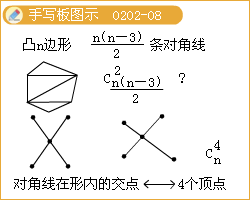 手写板图示 0202-08
凸n边形 n(n-3)/2 条对角线
C²_{n(n-3)/2} ?
C⁴ₙ
对角线在形内的交点 ⟷ 4个顶点